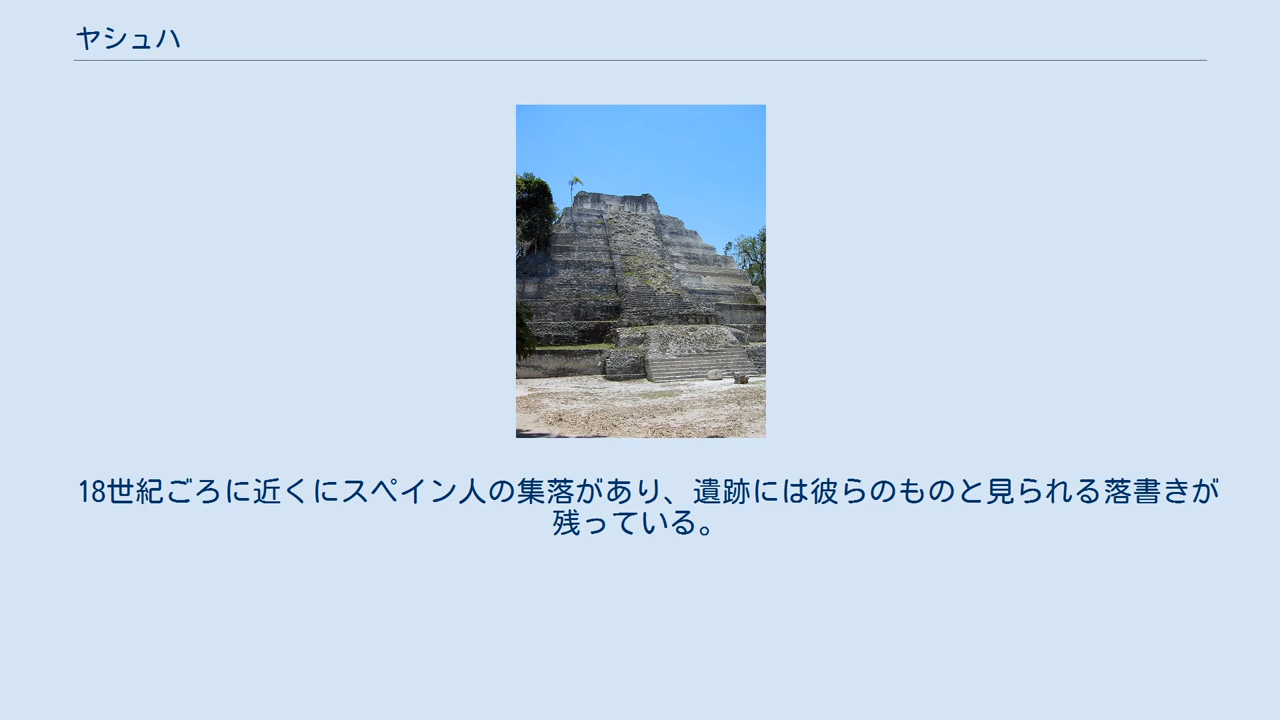 ヤシュハ
18世紀ごろに近くにスペイン人の集落があり、遺跡には彼らのものと見られる落書きが
残っている。